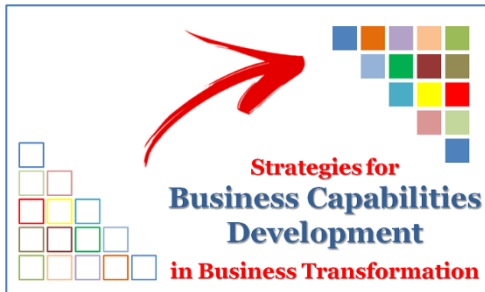 Strategies for
Business Capabilities
Development
in Business Transformation